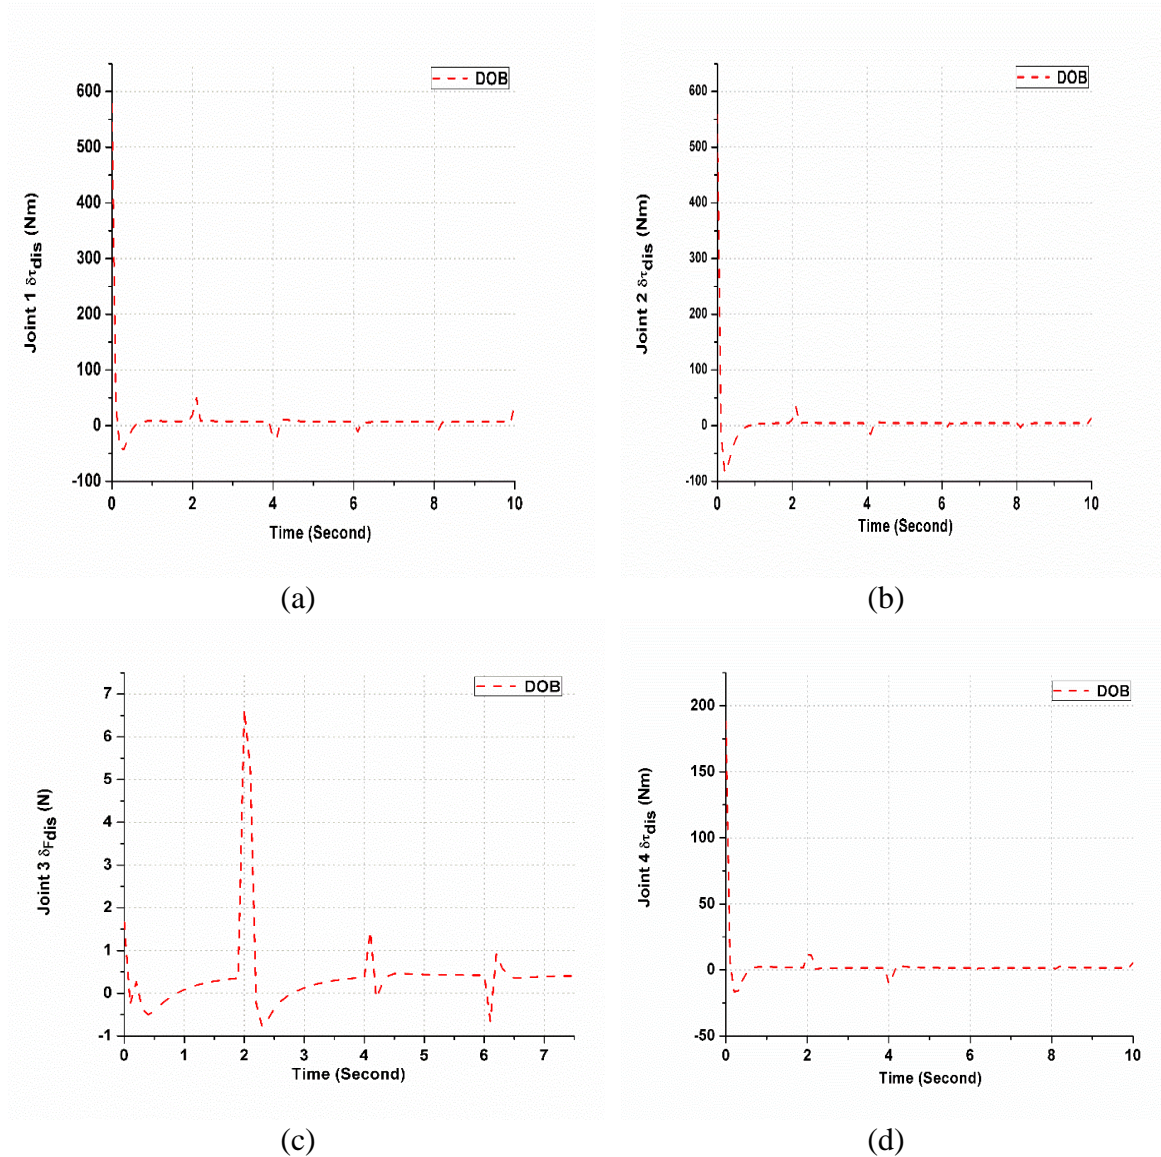 DOB
600
500
400
300
200
100
0
-100
0 2 4 6 8 10
Joint 1 δτdis (Nm)
Time (Second)
(a)
DOB
600
500
400
300
200
100
0
-100
0 2 4 6 8 10
Joint 2 δτdis (Nm)
Time (Second)
(b)
DOB
7
6
5
4
3
2
1
0
-1
0 1 2 3 4 5 6 7
Joint 3 δFdis (N)
Time (Second)
(c)
DOB
200
150
100
50
0
-50
0 2 4 6 8 10
Joint 4 δτdis (Nm)
Time (Second)
(d)